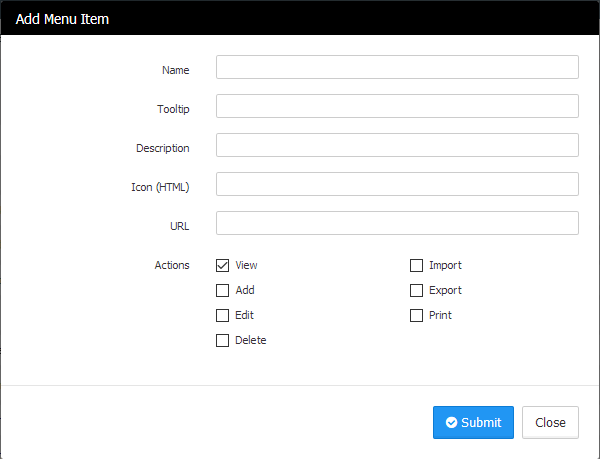 Add Menu Item
Name
Tooltip
Description
Icon (HTML)
URL
Actions
View
Import
Add
Export
Edit
Print
Delete
Submit
Close